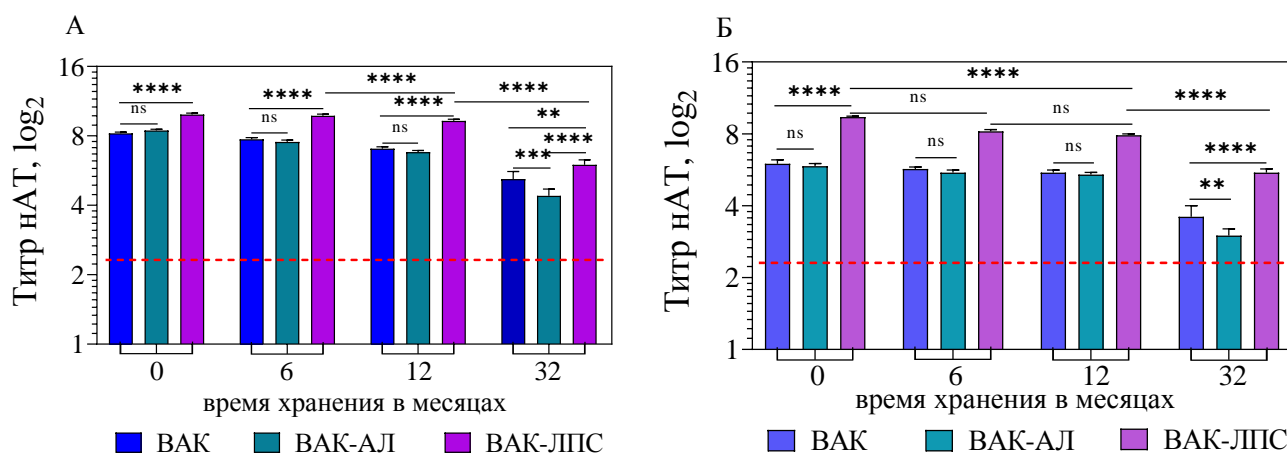 А
Титр нАТ, log2
16
8
4
2
1
****
ns
****
ns
****
****
ns
****
**
****
***
0
6
12
32
время хранения в месяцах
ВАК
ВАК-АЛ
ВАК-ЛПС
Б
Титр нАТ, log2
16
8
4
2
1
****
****
ns
ns
****
ns
ns
ns
****
**
0
6
12
32
время хранения в месяцах
ВАК
ВАК-АЛ
ВАК-ЛПС